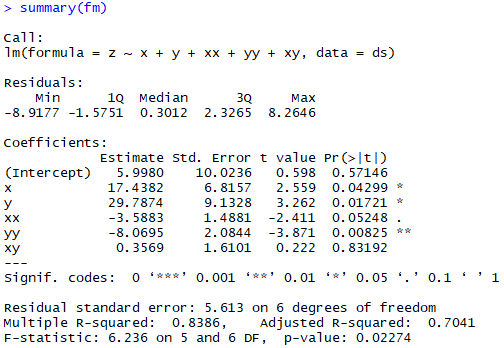 > summary(fm)
Call:
lm(formula = z ~ x + y + xx + yy + xy, data = ds)
Residuals:
Min 1Q Median 3Q Max
-8.9177 -1.5751 0.3012 2.3265 8.2646
Coefficients:
Estimate Std. Error t value Pr(>|t|)
(Intercept) 5.9980 10.0236 0.598 0.57146
x 17.4382 6.8157 2.559 0.04299 *
y 29.7874 9.1328 3.262 0.01721 *
xx -3.5883 1.4881 -2.411 0.05248 .
yy -8.0695 2.0844 -3.871 0.00825 **
xy 0.3569 1.6101 0.222 0.83192
---
Signif. codes: 0 ‘***’ 0.001 ‘**’ 0.01 ‘*’ 0.05 ‘.’ 0.1 ‘ ’ 1
Residual standard error: 5.613 on 6 degrees of freedom
Multiple R-squared: 0.8386, Adjusted R-squared: 0.7041
F-statistic: 6.236 on 5 and 6 DF, p-value: 0.02274